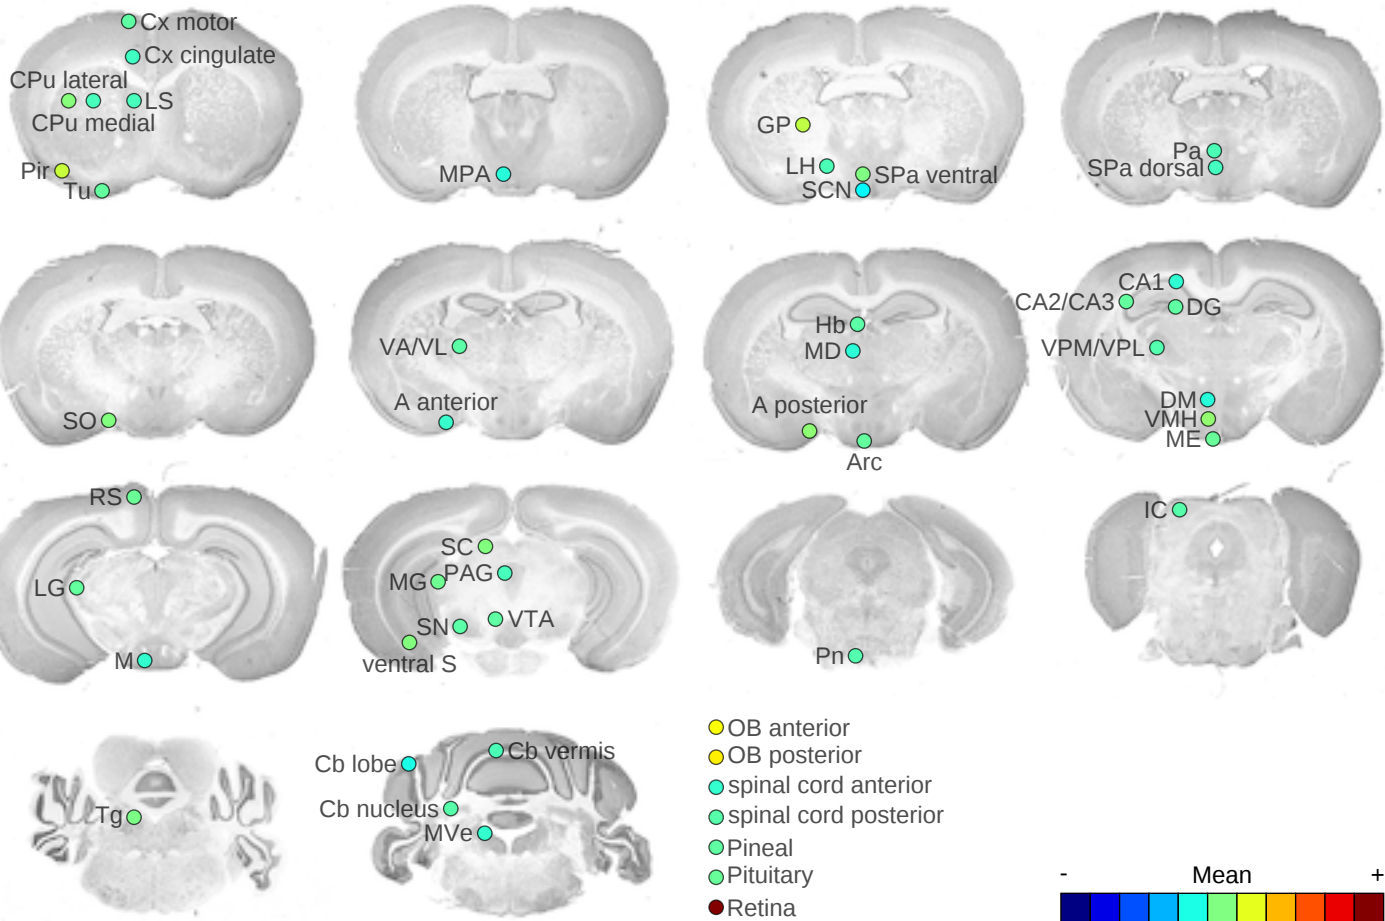 Cx motor
Cx cingulate
CPu lateral
LS
CPu medial
Pir
Tu
MPA
GP
LH
SPa ventral
SCN
Pa
SPa dorsal
SO
VA/VL
A anterior
Hb
MD
A posterior
Arc
CA1
CA2/CA3
DG
VPM/VPL
DM
VMH
ME
RS
LG
M
SC
MG
PAG
SN
VTA
ventral S
Pn
IC
Tg
Cb lobe
Cb vermis
Cb nucleus
MVe
OB anterior
OB posterior
spinal cord anterior
spinal cord posterior
Pineal
Pituitary
Retina
- Mean +